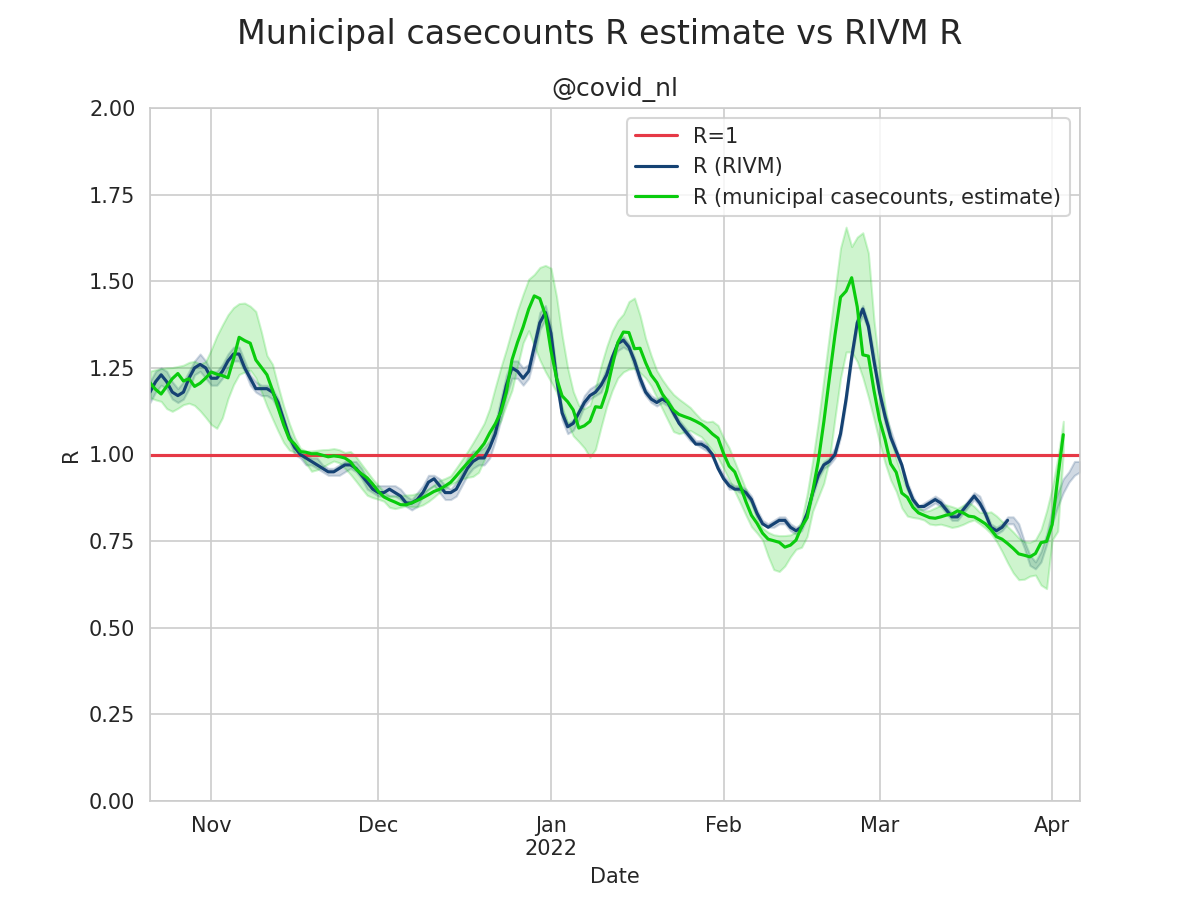 Municipal casecounts R estimate vs RIVM R
@covid_nl
2.00
R=1
R (RIVM)
R (municipal casecounts, estimate)
1.75
1.50
1.25
1.00
R
0.75
0.50
0.25
0.00
Nov Dec Jan Feb Mar Apr
2022
Date